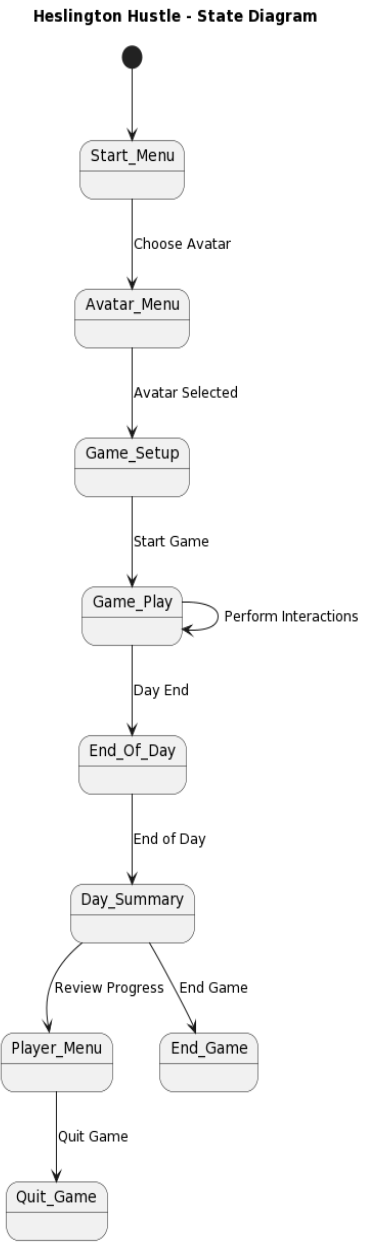 Heslington Hustle - State Diagram
Start_Menu
Choose Avatar
Avatar_Menu
Avatar Selected
Game_Setup
Start Game
Game_Play
Perform Interactions
Day End
End_Of_Day
End of Day
Day_Summary
Review Progress
End Game
Player_Menu
End_Game
Quit Game
Quit_Game